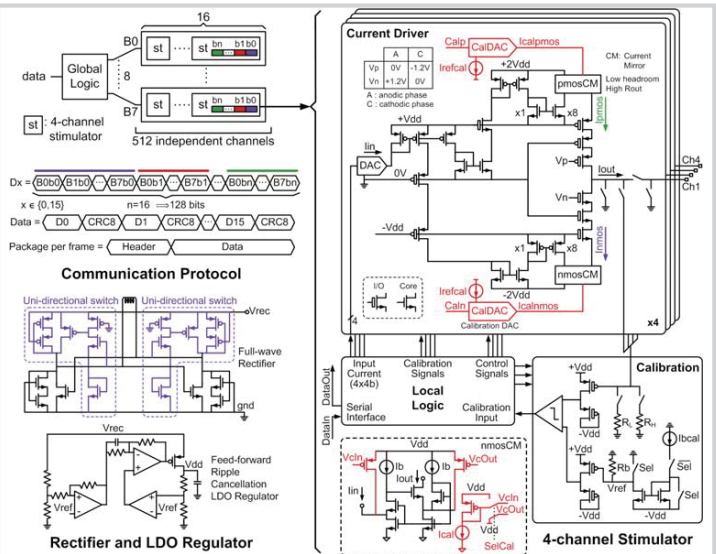 16
B0
st
st
bn
b1b0
data
Global
Logic
8
B7
st
st
bn
b1b0
st : 4-channel
stimulator
512 independent channels
Dx = B0b0 B1b0 ··· B7b0 B0b1 ··· B7b1 ··· B0bn ··· B7bn
x ∈ {0,15} n=16 ⟹128 bits
Data = D0 CRC8 D1 CRC8 ··· D15 CRC8
Package per frame = Header Data
Communication Protocol
Uni-directional switch Uni-directional switch
Vrec
Full-wave
Rectifier
gnd
Vrec
Feed-forward
Ripple
Cancellation
LDO Regulator
Vdd
Vref
Vref
Rectifier and LDO Regulator
Current Driver
A C
Vp 0V -1.2V
Vn +1.2V 0V
A : anodic phase
C : cathodic phase
Calp
CalDAC
Icalpmos
Irefcal
+2Vdd
CM: Current
Mirror
pmosCM
Low headroom
High Rout
x1
x8
Ipmos
+Vdd
Iin
DAC
0V
Vp
Iout
Vn
Ch4
Ch1
-Vdd
x1
x8
Inmos
nmosCM
-2Vdd
I/O Core
Irefcal
Caln
CalDAC
Icalnmos
Calibration DAC
4
x4
Input
Current
(4x4b)
Calibration
Signals
Control
Signals
Local
Logic
Serial
Interface
Calibration
Input
DataOut
DataIn
Calibration
+Vdd
-Vdd
RL
RH
Ibcal
+Vdd
Rb
Sel
Sel
Vref
Sel
-Vdd
-Vdd
4-channel Stimulator
nmosCM
Vdd
VcIn
Ib
Ib
VcOut
Iout
Iin
Vdd
VcIn
VcOut
Vdd
Ical
SelCal